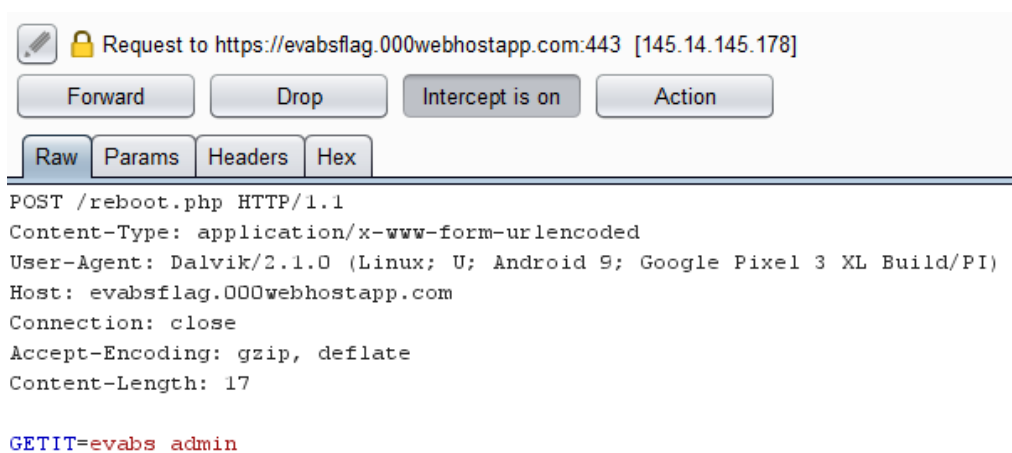 Request to https://evabsflag.000webhostapp.com:443 [145.14.145.178]
Forward Drop Intercept is on Action
Raw Params Headers Hex
POST /reboot.php HTTP/1.1
Content-Type: application/x-www-form-urlencoded
User-Agent: Dalvik/2.1.0 (Linux; U; Android 9; Google Pixel 3 XL Build/PI)
Host: evabsflag.000webhostapp.com
Connection: close
Accept-Encoding: gzip, deflate
Content-Length: 17

GETIT=evabs admin